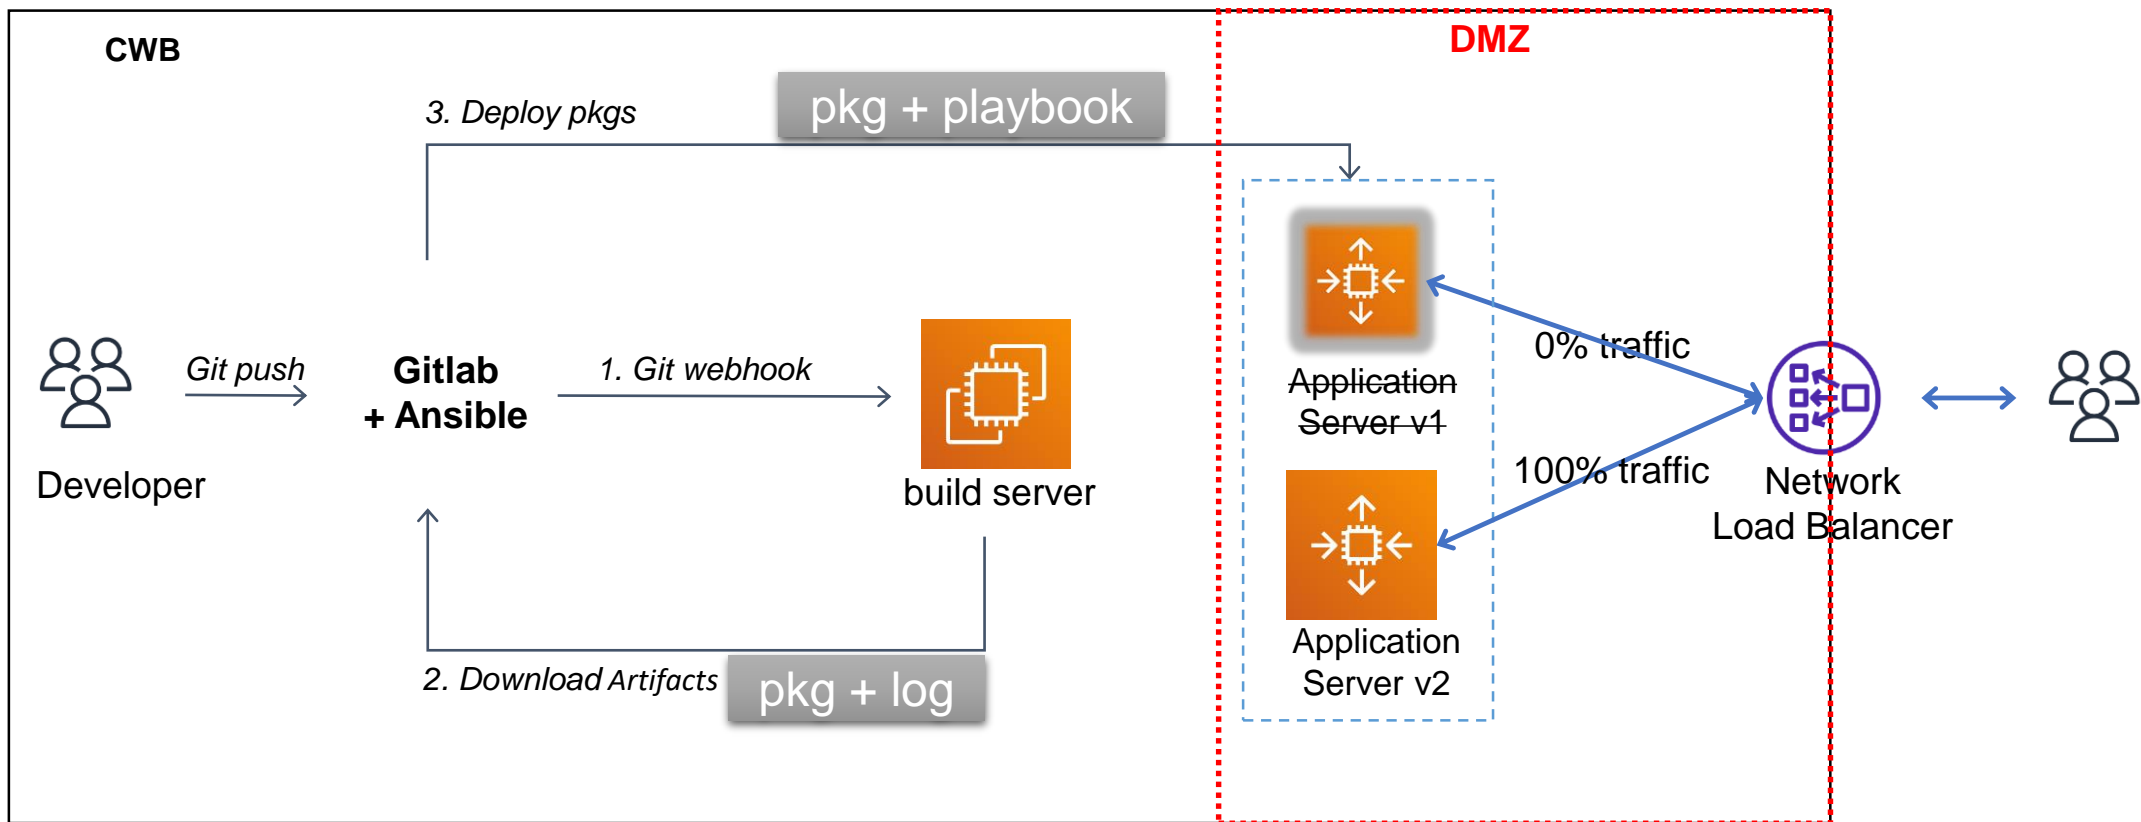 CWB
DMZ
3. Deploy pkgs
pkg + playbook
Git push
Gitlab
+ Ansible
1. Git webhook
0% traffic
Application
Server v1
Developer
build server
100% traffic
Network
Load Balancer
Application
Server v2
2. Download Artifacts
pkg + log